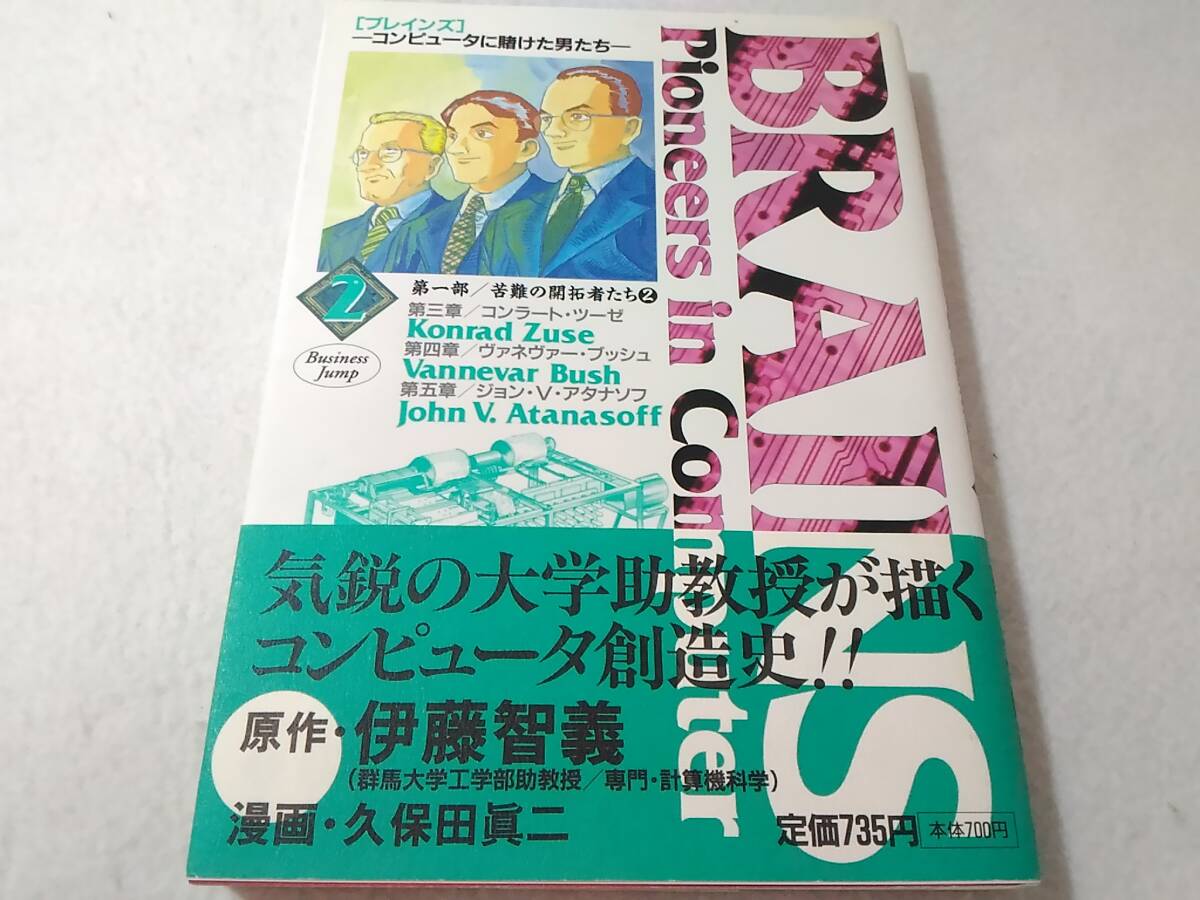 [ブレインズ]
―コンピュータに賭けた男たち―
BRAINS
Pioneers in Computer
2
第一部/苦難の開拓者たち❷
第三章/コンラート・ツーゼ
Konrad Zuse
第四章/ヴァネヴァー・ブッシュ
Vannevar Bush
第五章/ジョン・V・アタナソフ
John V. Atanasoff
Business
Jump
気鋭の大学助教授が描く
コンピュータ創造史!!
原作・伊藤智義
(群馬大学工学部助教授/専門・計算機科学)
漫画・久保田眞二
定価735円 本体700円